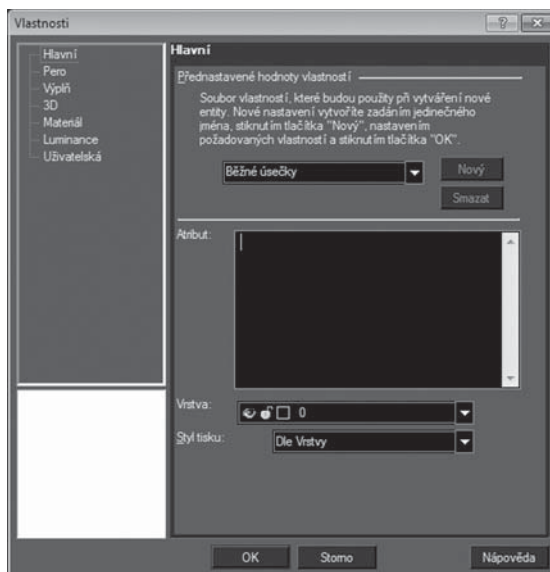 Vlastnosti
Hlavní
Pero
Výplň
3D
Materiál
Luminance
Uživatelská
Hlavní
Přednastavené hodnoty vlastností
Soubor vlastností, které budou použity při vytváření nové
entity. Nové nastavení vytvoříte zadáním jedinečného
jména, stiknutím tlačítka "Nový", nastavením
požadovaných vlastností a stiknutím tlačítka "OK".
Běžné úsečky
Nový
Smazat
Atribut:
Vrstva:
0
Styl tisku:
Dle Vrstvy
OK
Storno
Nápověda